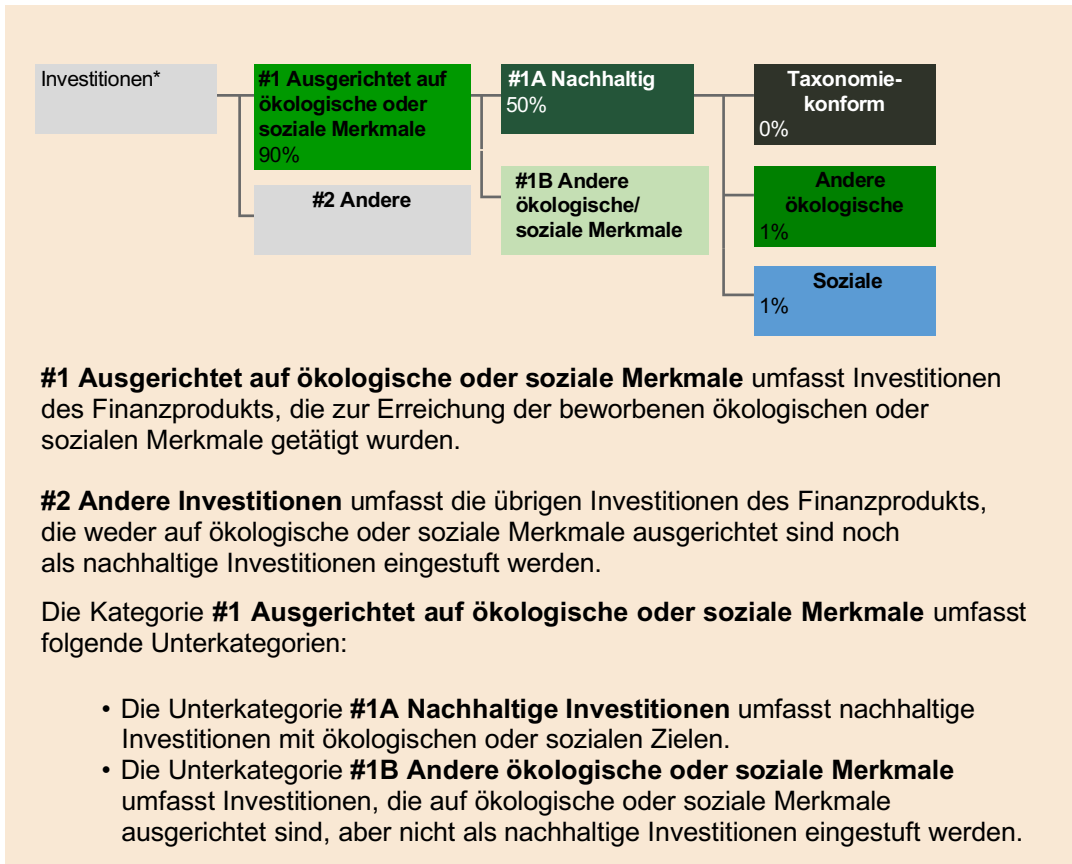 Investitionen*
#1 Ausgerichtet auf
ökologische oder
soziale Merkmale
90%
#2 Andere
#1A Nachhaltig
50%
#1B Andere
ökologische/
soziale Merkmale
Taxonomie-
konform
0%
Andere
ökologische
1%
Soziale
1%
#1 Ausgerichtet auf ökologische oder soziale Merkmale umfasst Investitionen
des Finanzprodukts, die zur Erreichung der beworbenen ökologischen oder
sozialen Merkmale getätigt wurden.
#2 Andere Investitionen umfasst die übrigen Investitionen des Finanzprodukts,
die weder auf ökologische oder soziale Merkmale ausgerichtet sind noch
als nachhaltige Investitionen eingestuft werden.
Die Kategorie #1 Ausgerichtet auf ökologische oder soziale Merkmale umfasst
folgende Unterkategorien:
• Die Unterkategorie #1A Nachhaltige Investitionen umfasst nachhaltige
Investitionen mit ökologischen oder sozialen Zielen.
• Die Unterkategorie #1B Andere ökologische oder soziale Merkmale
umfasst Investitionen, die auf ökologische oder soziale Merkmale
ausgerichtet sind, aber nicht als nachhaltige Investitionen eingestuft werden.